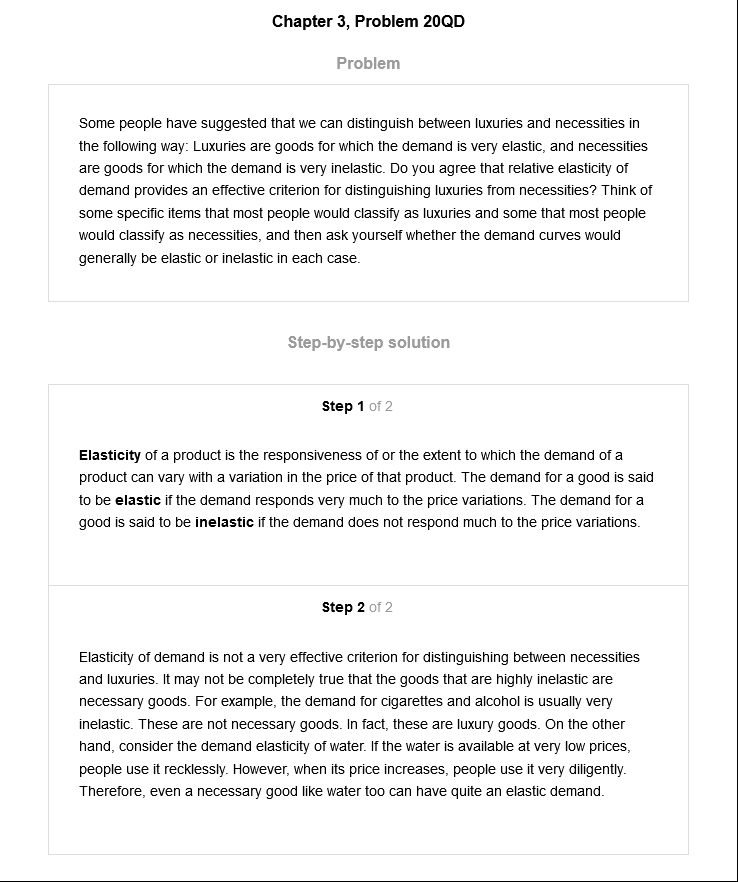 Chapter 3, Problem 20QD
Problem
Some people have suggested that we can distinguish between luxuries and necessities in
the following way: Luxuries are goods for which the demand is very elastic, and necessities
are goods for which the demand is very inelastic. Do you agree that relative elasticity of
demand provides an effective criterion for distinguishing luxuries from necessities? Think of
some specific items that most people would classify as luxuries and some that most people
would classify as necessities, and then ask yourself whether the demand curves would
generally be elastic or inelastic in each case.
Step-by-step solution
Step 1 of 2
Elasticity of a product is the responsiveness of or the extent to which the demand of a
product can vary with a variation in the price of that product. The demand for a good is said
to be elastic if the demand responds very much to the price variations. The demand for a
good is said to be inelastic if the demand does not respond much to the price variations.
Step 2 of 2
Elasticity of demand is not a very effective criterion for distinguishing between necessities
and luxuries. It may not be completely true that the goods that are highly inelastic are
necessary goods. For example, the demand for cigarettes and alcohol is usually very
inelastic. These are not necessary goods. In fact, these are luxury goods. On the other
hand, consider the demand elasticity of water. If the water is available at very low prices,
people use it recklessly. However, when its price increases, people use it very diligently.
Therefore, even a necessary good like water too can have quite an elastic demand.